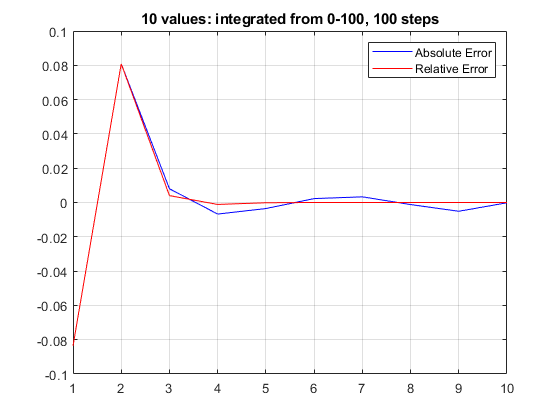 10 values: integrated from 0-100, 100 steps
Absolute Error
Relative Error
0.1
0.08
0.06
0.04
0.02
0
-0.02
-0.04
-0.06
-0.08
-0.1
1 2 3 4 5 6 7 8 9 10